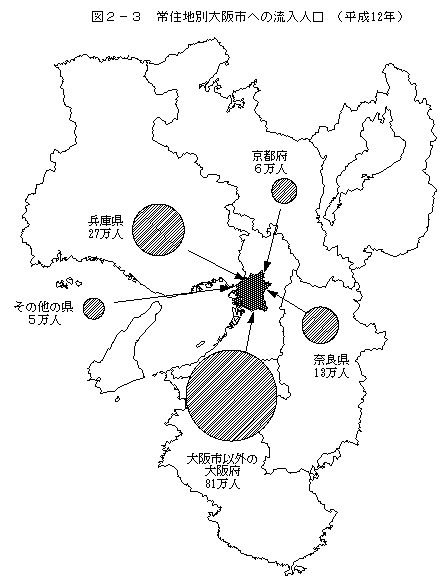 図２－３　常住地別大阪市への流入人口　（平成12年）
京都府
６万人
兵庫県
27万人
その他の県
５万人
奈良県
13万人
大阪市以外の
大阪府
81万人